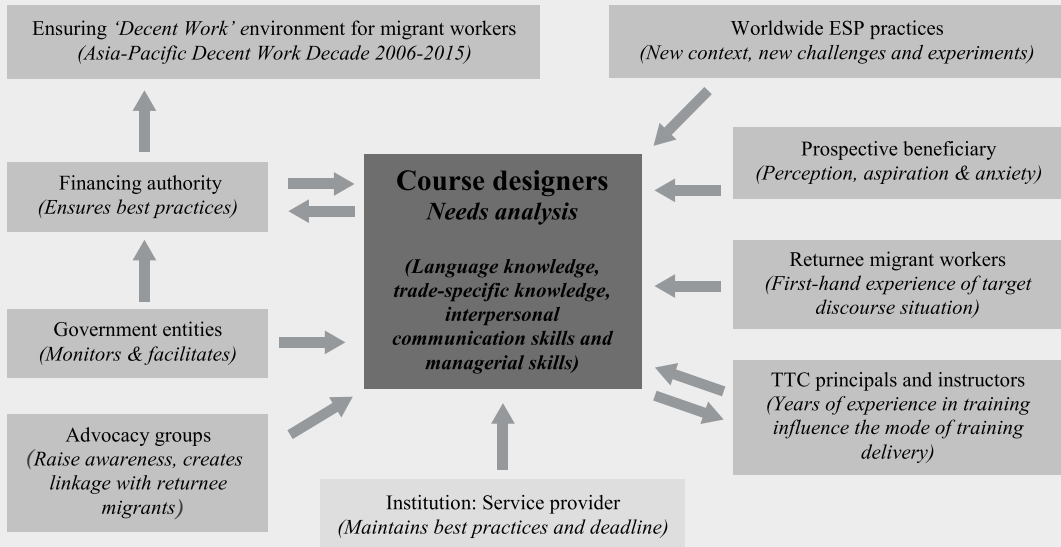 Ensuring ‘Decent Work’ environment for migrant workers
(Asia-Pacific Decent Work Decade 2006-2015)
Worldwide ESP practices
(New context, new challenges and experiments)
Financing authority
(Ensures best practices)
Government entities
(Monitors & facilitates)
Advocacy groups
(Raise awareness, creates
linkage with returnee
migrants)
Course designers
Needs analysis
(Language knowledge,
trade-specific knowledge,
interpersonal
communication skills and
managerial skills)
Institution: Service provider
(Maintains best practices and deadline)
Prospective beneficiary
(Perception, aspiration & anxiety)
Returnee migrant workers
(First-hand experience of target
discourse situation)
TTC principals and instructors
(Years of experience in training
influence the mode of training
delivery)